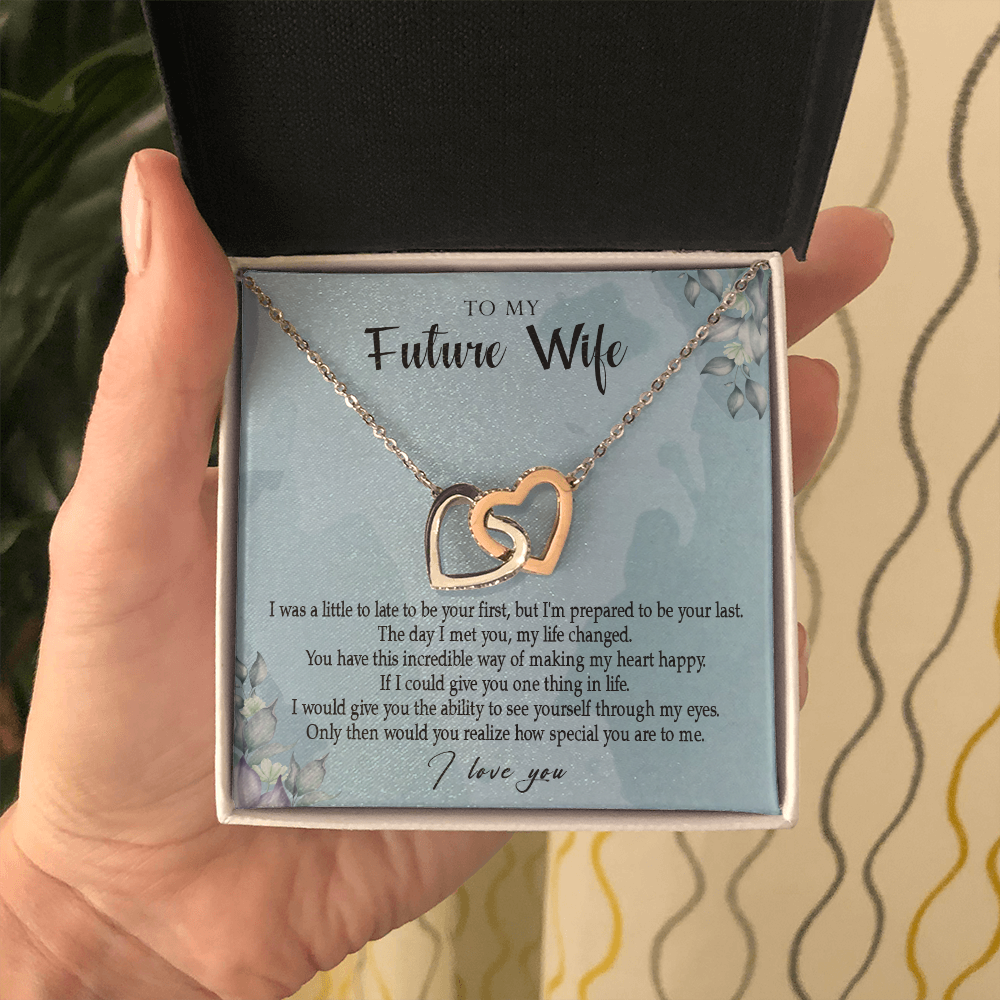 TO MY
Future Wife
I was a little to late to be your first, but I'm prepared to be your last.
The day I met you, my life changed.
You have this incredible way of making my heart happy.
If I could give you one thing in life.
I would give you the ability to see yourself through my eyes.
Only then would you realize how special you are to me.
I love you